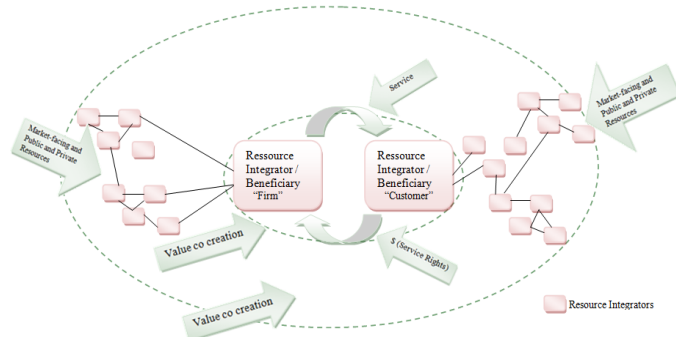 Service
Market-facing and
Public and Private
Resources
Market-facing and
Public and Private
Resources
Ressource
Integrator /
Beneficiary
“Firm”
Ressource
Integrator /
Beneficiary
“Customer”
Value co creation
$ (Service Rights)
Value co creation
Resource Integrators